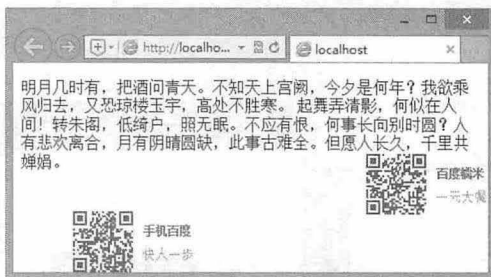 http://localho...
localhost
明月几时有，把酒问青天。不知天上宫阙，今夕是何年？我欲乘
风归去，又恐琼楼玉宇，高处不胜寒。起舞弄清影，何似在人
间！转朱阁，低绮户，照无眠。不应有恨，何事长向别时圆？人
有悲欢离合，月有阴晴圆缺，此事古难全。但愿人长久，千里共
婵娟。
百度糯米
一元大餐
手机百度
快人一步